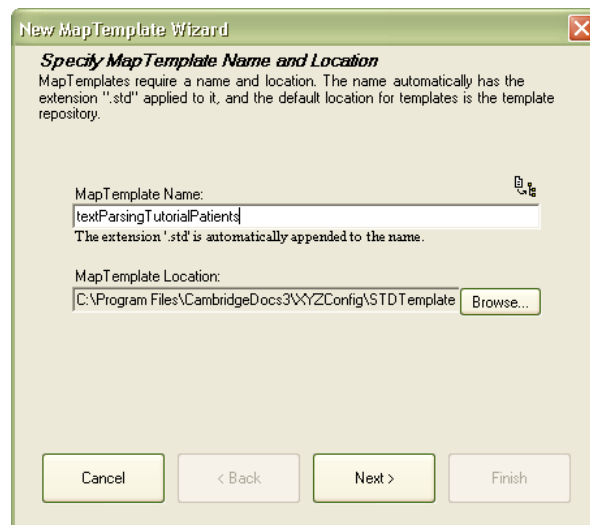 New MapTemplate Wizard
Specify MapTemplate Name and Location
MapTemplates require a name and location. The name automatically has the
extension ".std" applied to it, and the default location for templates is the template
repository.
MapTemplate Name:
textParsingTutorialPatients
The extension '.std' is automatically appended to the name.
MapTemplate Location:
C:\Program Files\CambridgeDocs3\XYZConfig\STDTemplate
Browse...
Cancel
< Back
Next >
Finish